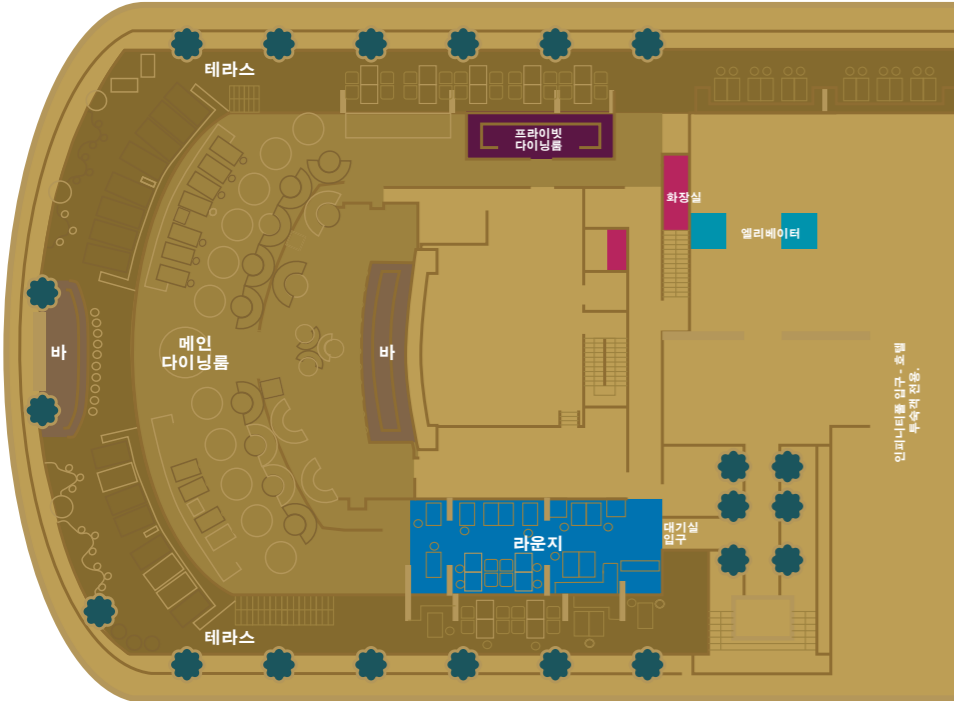 테라스
프라이빗
다이닝룸
화장실
엘리베이터
바
메인
다이닝룸
바
인피니티풀 입구 - 호텔
투숙객 전용.
라운지
대기실
입구
테라스